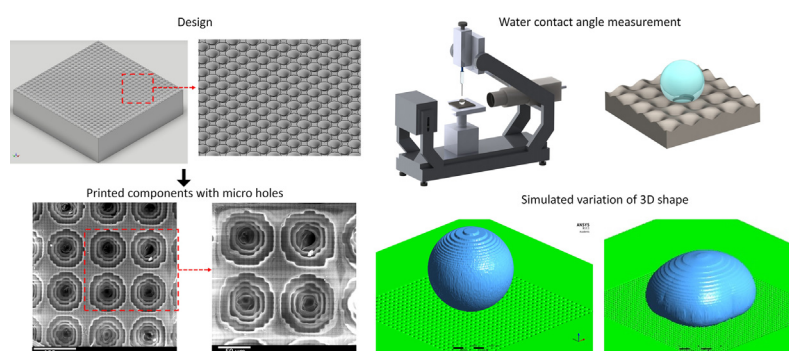 Design
Water contact angle measurement
Printed components with micro holes
Simulated variation of 3D shape
ANSYS